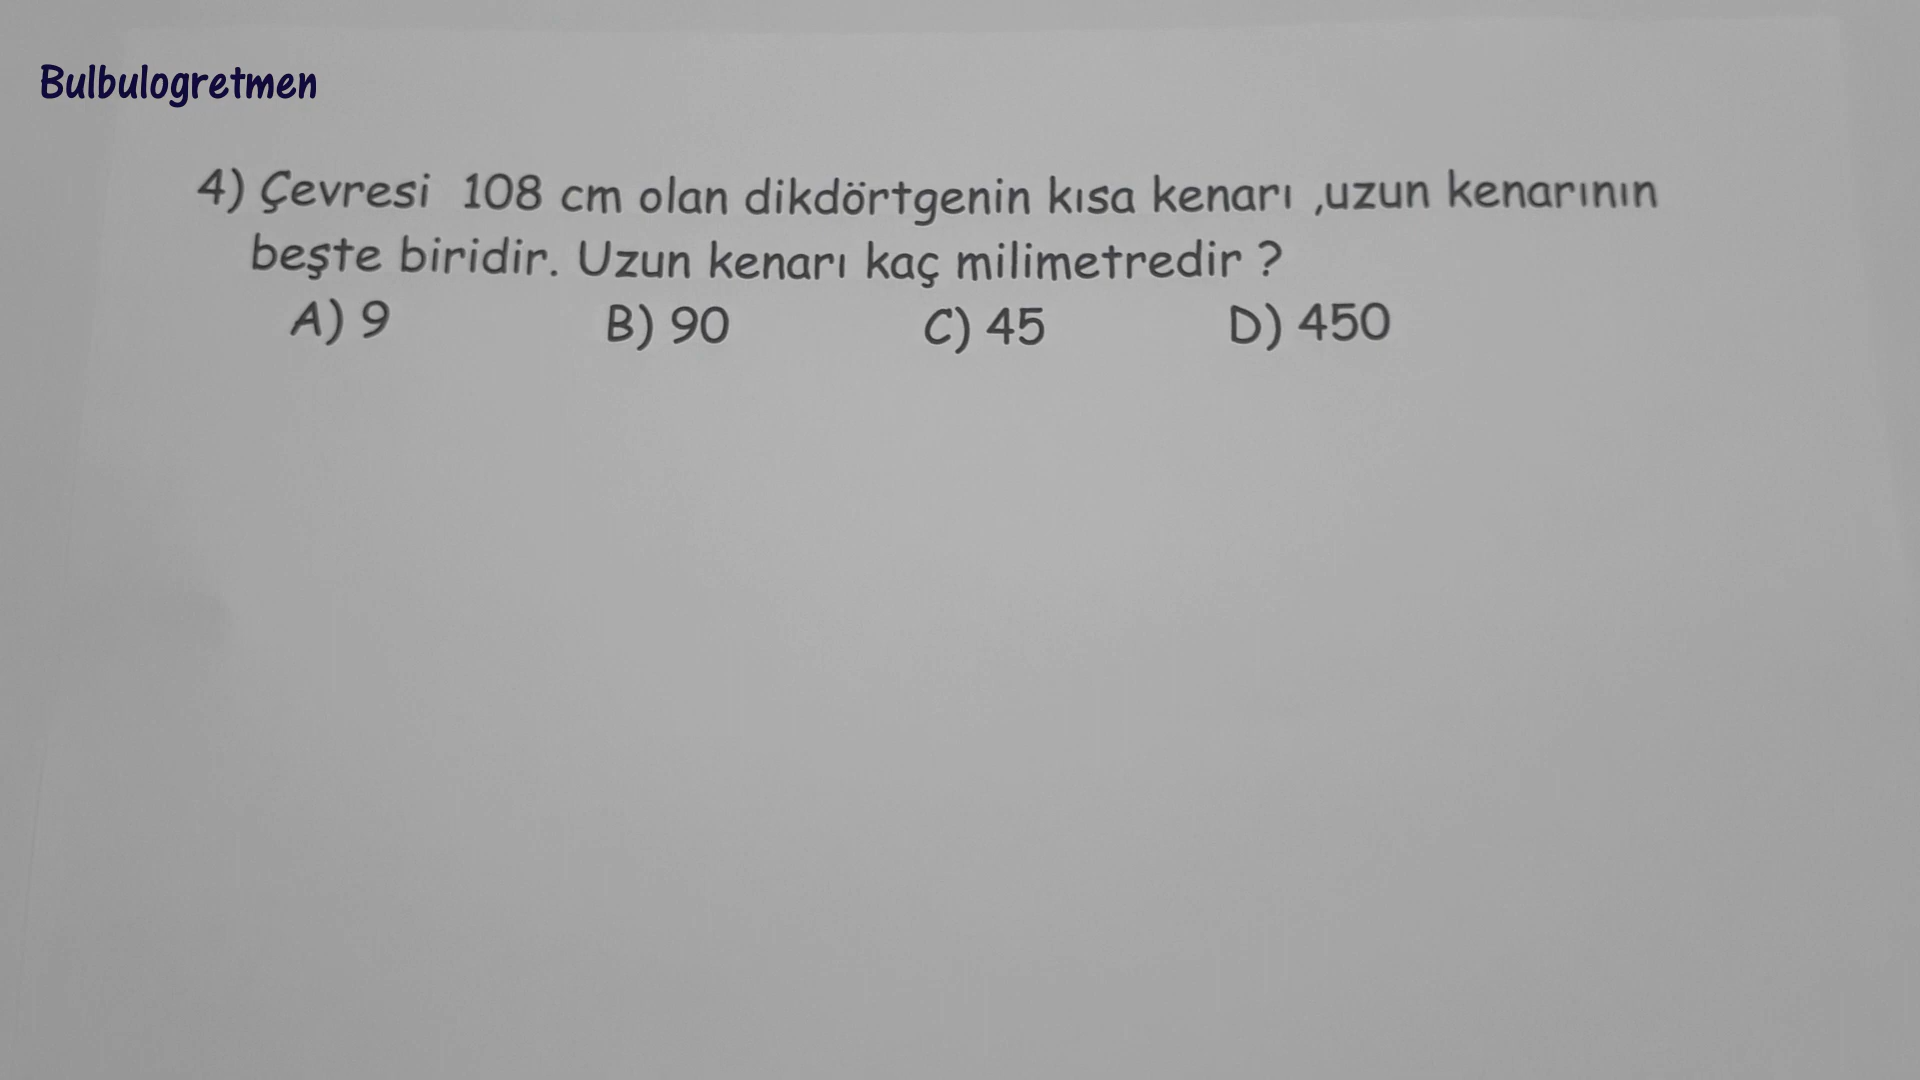 Bulbulogretmen
4) Çevresi 108 cm olan dikdörtgenin kısa kenarı ,uzun kenarının
beşte biridir. Uzun kenarı kaç milimetredir ?
A) 9 B) 90 C) 45 D) 450